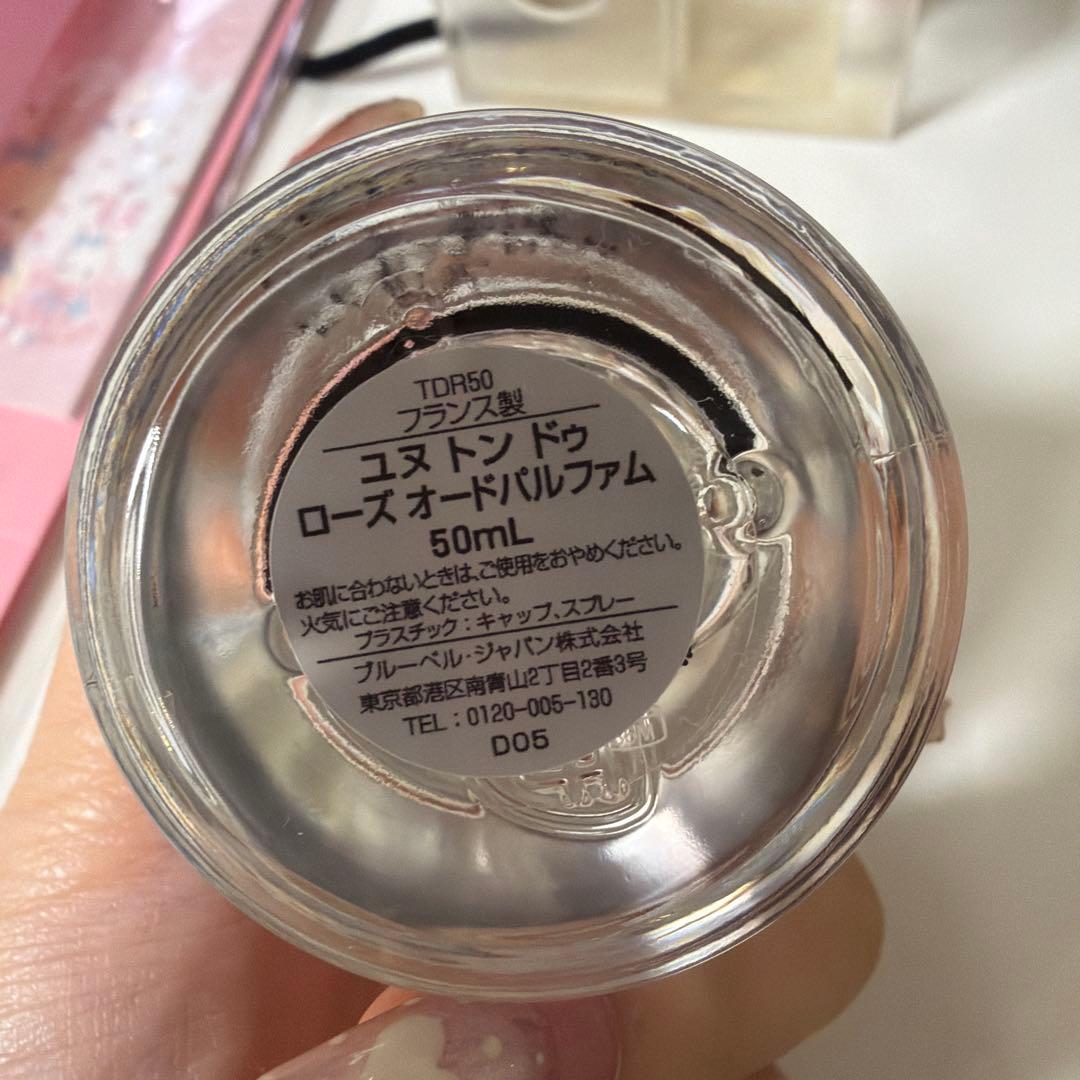 TDR50
フランス製
ユヌ トン ドゥ
ローズ オードパルファム
50mL
お肌に合わないときは、ご使用をおやめください。
火気にご注意ください。
プラスチック：キャップ、スプレー
ブルーベル・ジャパン株式会社
東京都港区南青山2丁目2番3号
TEL：0120-005-130
D05